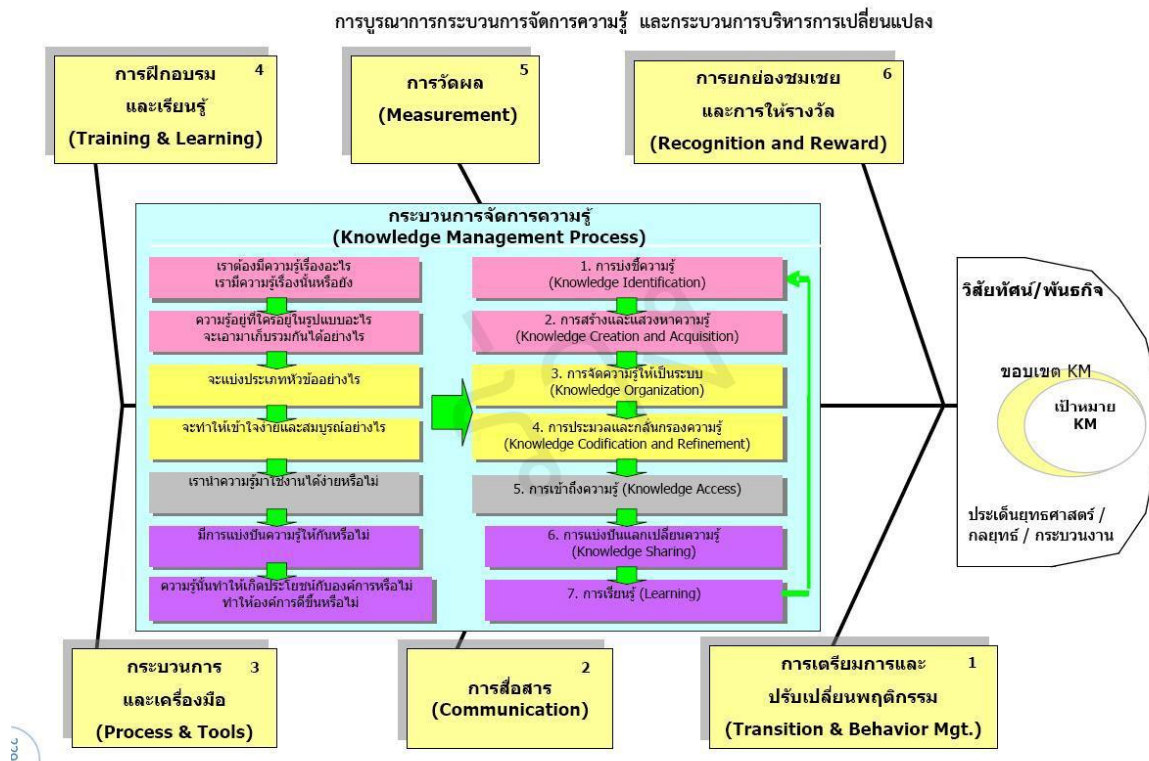 การบูรณาการกระบวนการจัดการความรู้ และกระบวนการบริหารการเปลี่ยนแปลง
การฝึกอบรม 4
และเรียนรู้
(Training & Learning)
5
การวัดผล
(Measurement)
การยกย่องชมเชย 6
และการให้รางวัล
(Recognition and Reward)
กระบวนการจัดการความรู้
(Knowledge Management Process)
เราต้องมีความรู้เรื่องอะไร
เรามีความรู้เรื่องนั้นหรือยัง
ความรู้อยู่ที่ใครอยู่ในรูปแบบอะไร
จะเอามาเก็บรวมกันได้อย่างไร
จะแบ่งประเภทหัวข้ออย่างไร
จะทำให้เข้าใจง่ายและสมบูรณ์อย่างไร
เรานำความรู้มาใช้งานได้ง่ายหรือไม่
มีการแบ่งปันความรู้ให้กันหรือไม่
ความรู้นั้นทำให้เกิดประโยชน์กับองค์การหรือไม่
ทำให้องค์การดีขึ้นหรือไม่
1. การบ่งชี้ความรู้
(Knowledge Identification)
2. การสร้างและแสวงหาความรู้
(Knowledge Creation and Acquisition)
3. การจัดความรู้ให้เป็นระบบ
(Knowledge Organization)
4. การประมวลและกลั่นกรองความรู้
(Knowledge Codification and Refinement)
5. การเข้าถึงความรู้ (Knowledge Access)
6. การแบ่งปันแลกเปลี่ยนความรู้
(Knowledge Sharing)
7. การเรียนรู้ (Learning)
วิสัยทัศน์/พันธกิจ
ขอบเขต KM
เป้าหมาย
KM
ประเด็นยุทธศาสตร์ /
กลยุทธ์ / กระบวนงาน
กระบวนการ 3
และเครื่องมือ
(Process & Tools)
2
การสื่อสาร
(Communication)
การเตรียมการและ 1
ปรับเปลี่ยนพฤติกรรม
(Transition & Behavior Mgt.)